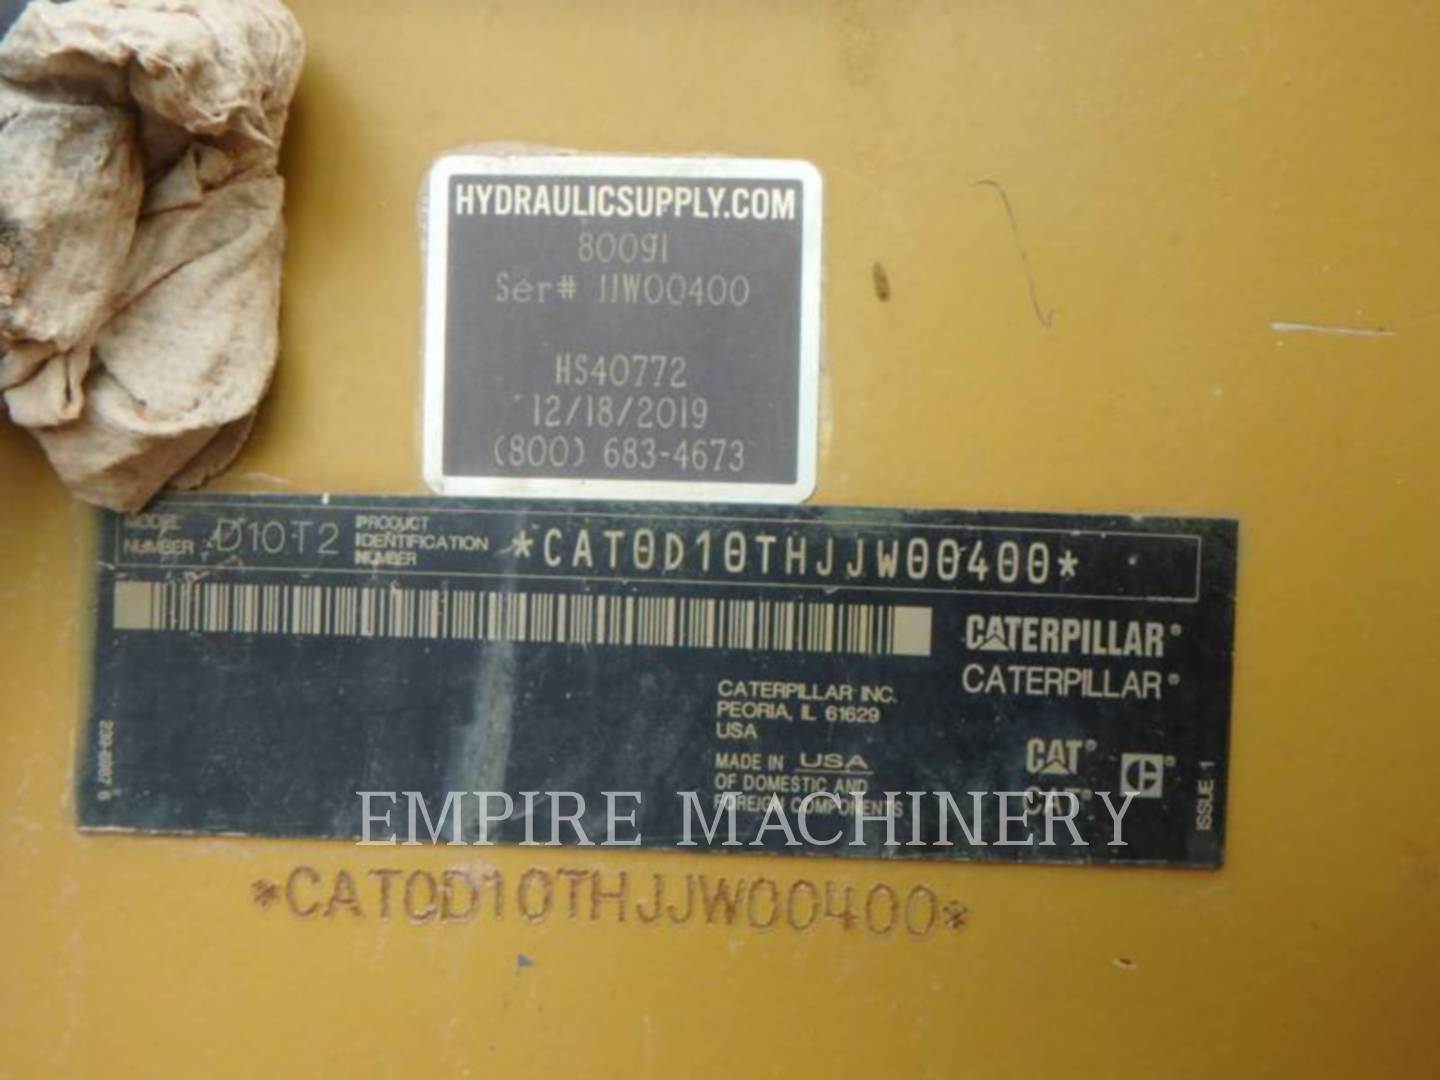 HYDRAULICSUPPLY.COM
80091
Ser# JJW00400
HS40772
12/18/2019
(800) 683-4673
MODEL NUMBER D10T2 PRODUCT IDENTIFICATION NUMBER *CAT0D10THJJW00400*
CATERPILLAR®
CATERPILLAR®
CATERPILLAR INC.
PEORIA, IL 61629
USA
MADE IN USA
OF DOMESTIC AND
FOREIGN COMPONENTS
CAT®
CAT®
ISSUE 1
EMPIRE MACHINERY
*CAT0D10THJJW00400*